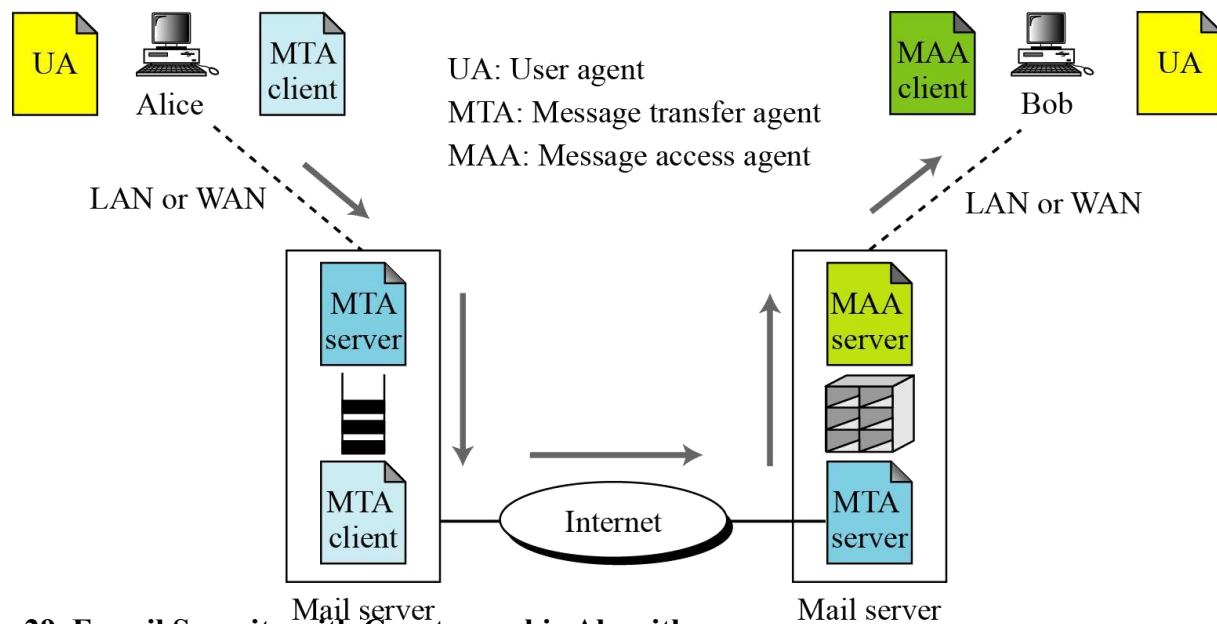 UA
Alice
MTA
client
UA: User agent
MTA: Message transfer agent
MAA: Message access agent
MAA
client
Bob
UA
LAN or WAN
LAN or WAN
MTA
server
MTA
client
Internet
MAA
server
MTA
server
Mail server
Mail server